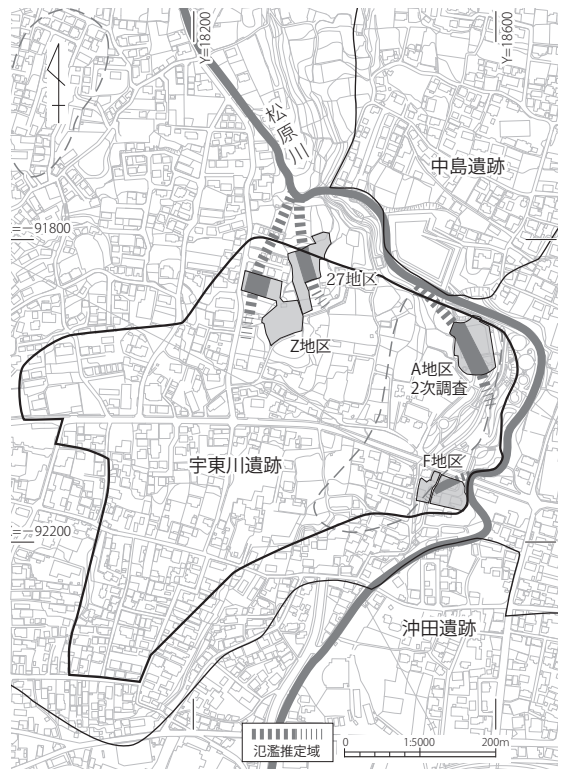 Y=18200
Y=18600
松原川
中島遺跡
X=-91800
27地区
Z地区
A地区
2次調査
宇東川遺跡
F地区
X=-92200
沖田遺跡
氾濫推定域
0 1:5000 200m